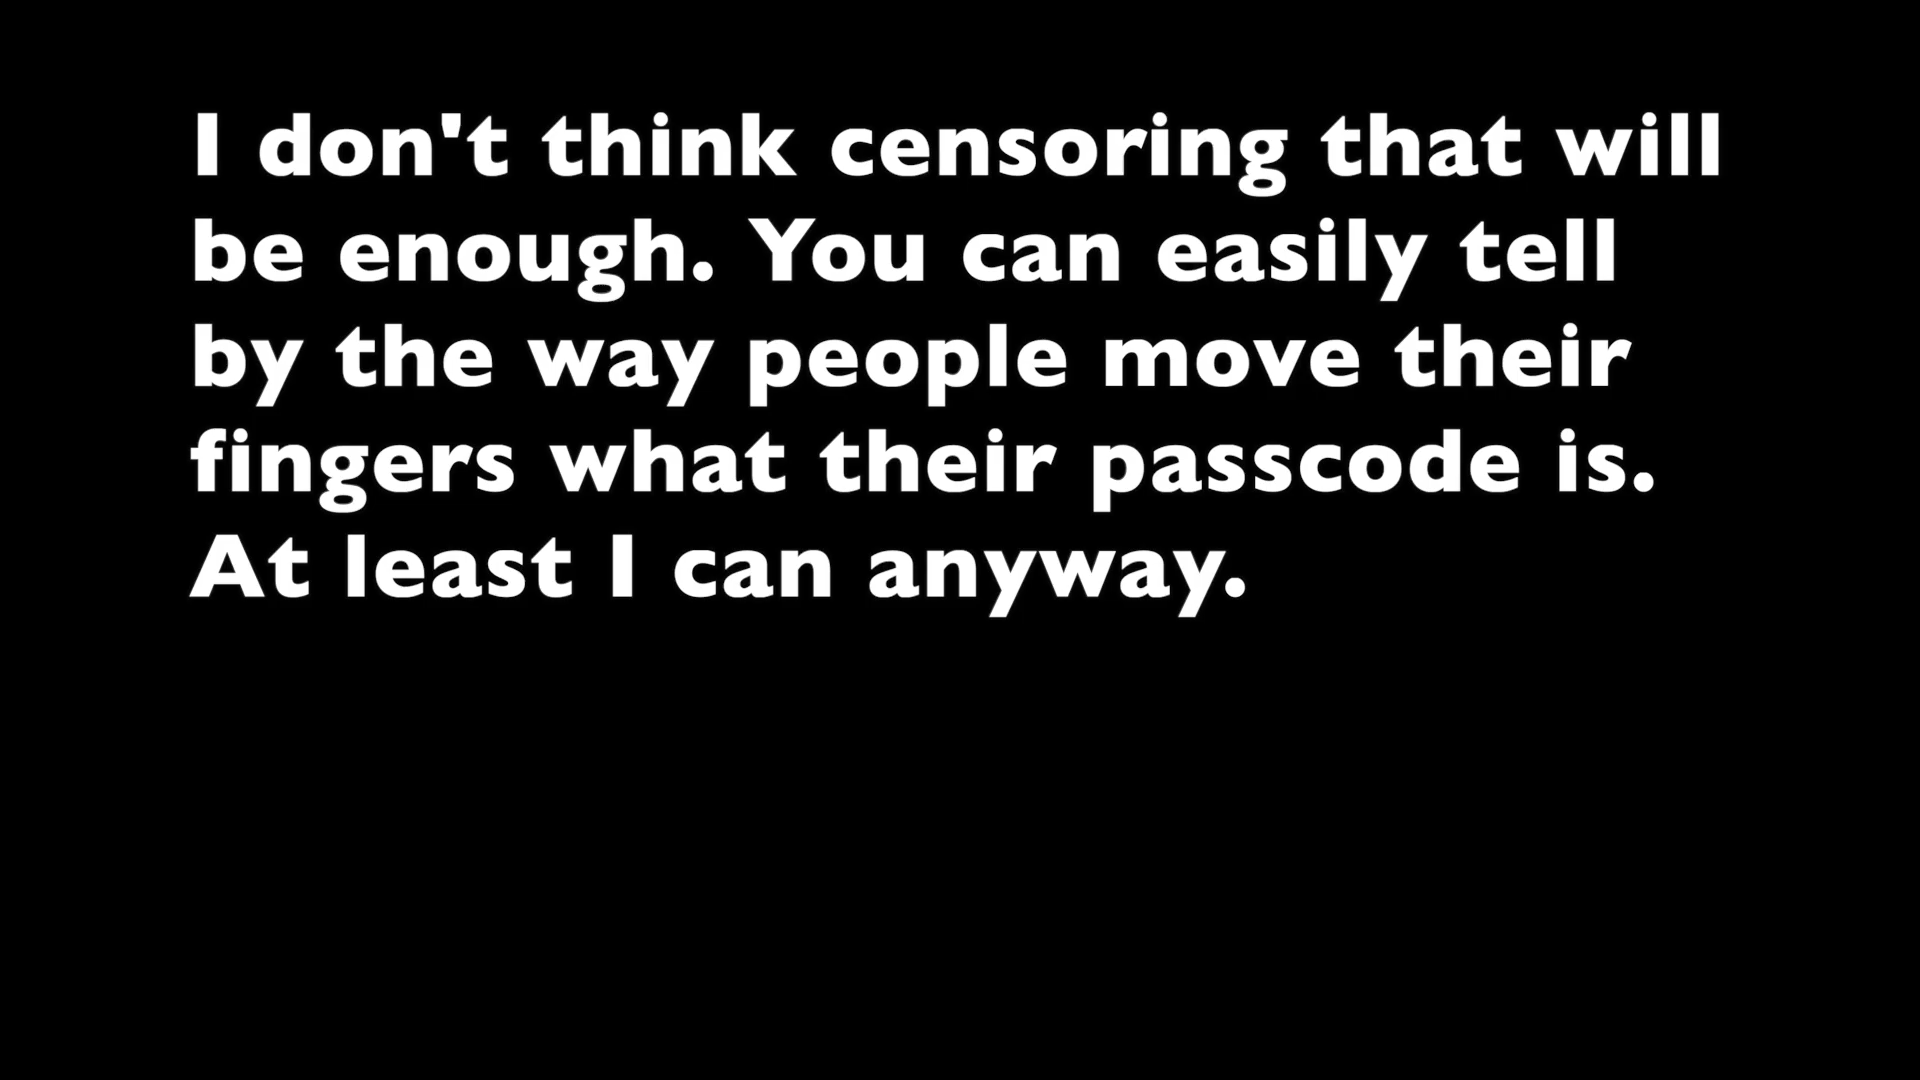 I don't think censoring that will
be enough. You can easily tell
by the way people move their
fingers what their passcode is.
At least I can anyway.